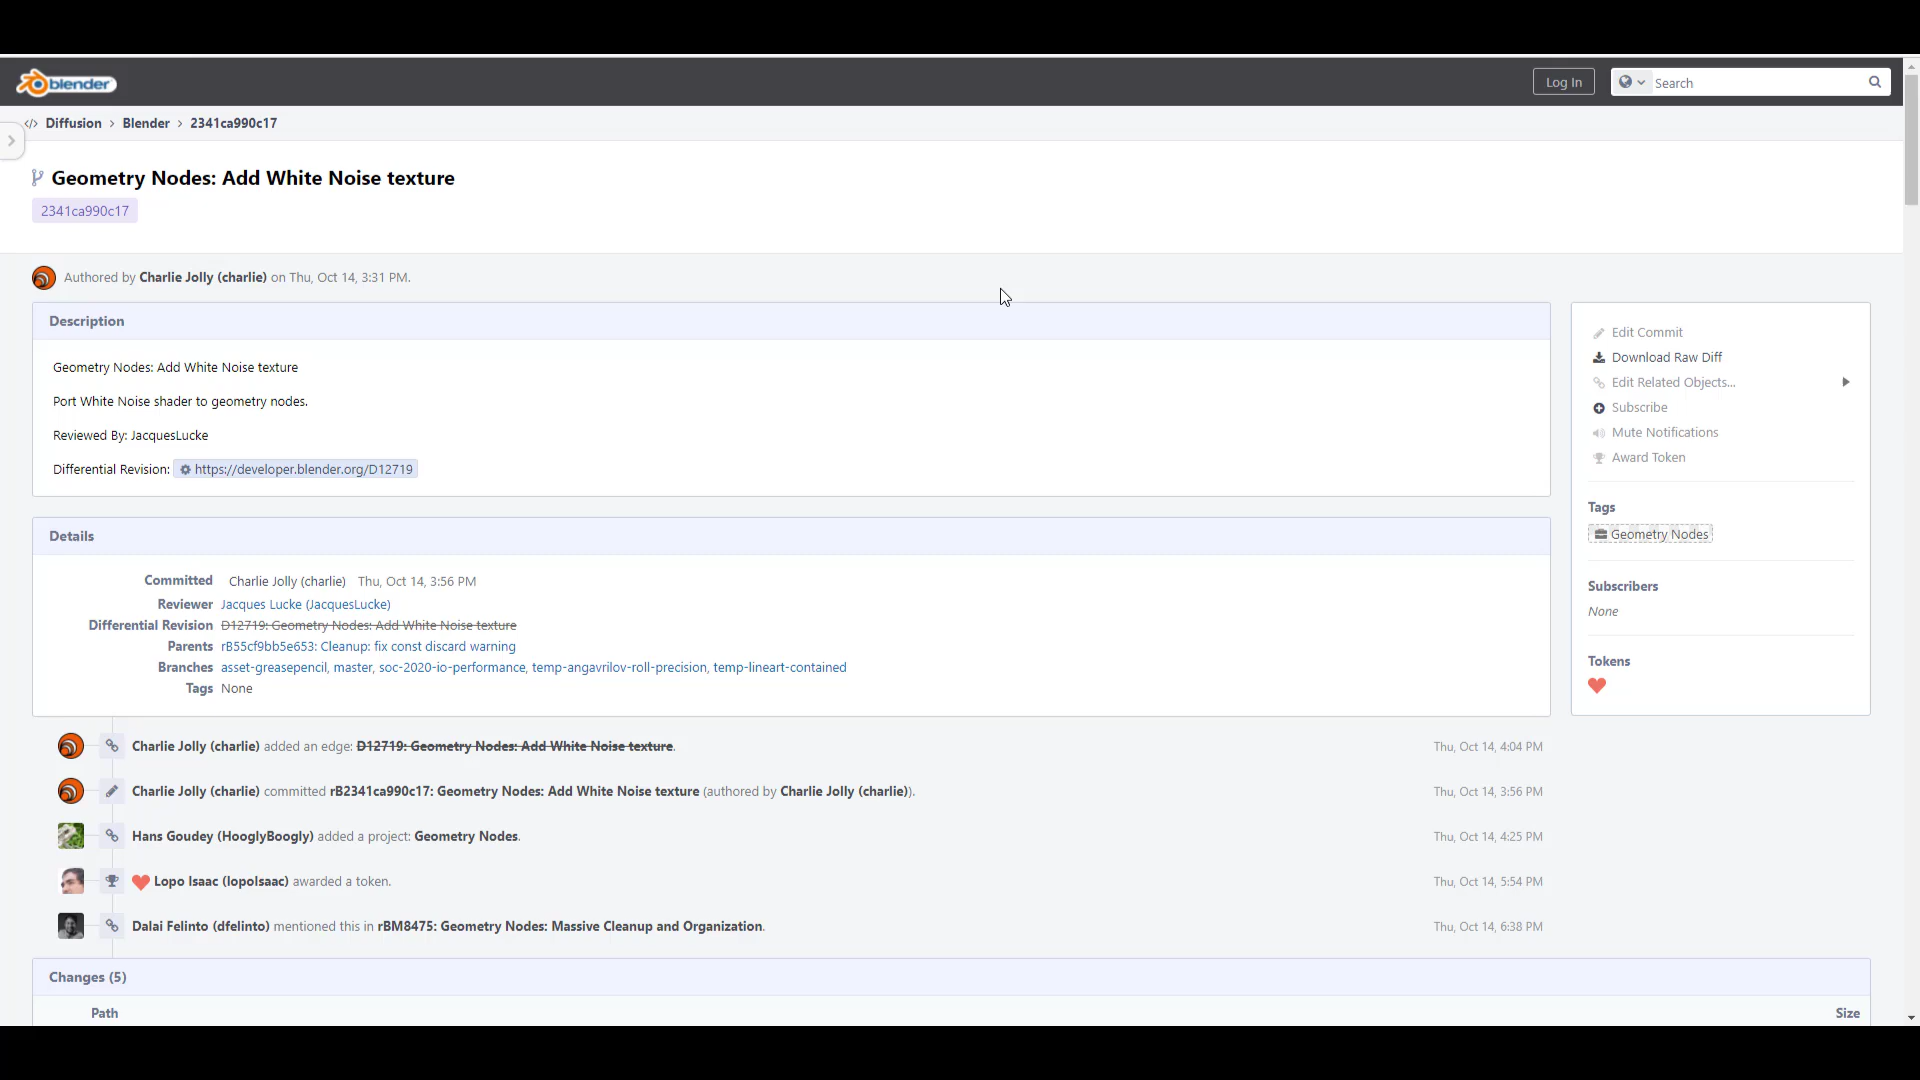 blender
Log In
Search
Diffusion > Blender > 2341ca990c17
Geometry Nodes: Add White Noise texture
2341ca990c17
Authored by Charlie Jolly (charlie) on Thu, Oct 14, 3:31 PM.
Description
Geometry Nodes: Add White Noise texture
Port White Noise shader to geometry nodes.
Reviewed By: JacquesLucke
Differential Revision: https://developer.blender.org/D12719
Edit Commit
Download Raw Diff
Edit Related Objects...
Subscribe
Mute Notifications
Award Token
Tags
Geometry Nodes
Subscribers
None
Tokens
Details
Committed Charlie Jolly (charlie) Thu, Oct 14, 3:56 PM
Reviewer Jacques Lucke (JacquesLucke)
Differential Revision D12719: Geometry Nodes: Add White Noise texture
Parents rB55cf9bb5e653: Cleanup: fix const discard warning
Branches asset-greasepencil, master, soc-2020-io-performance, temp-angavrilov-roll-precision, temp-lineart-contained
Tags None
Charlie Jolly (charlie) added an edge: D12719: Geometry Nodes: Add White Noise texture. Thu, Oct 14, 4:04 PM
Charlie Jolly (charlie) committed rB2341ca990c17: Geometry Nodes: Add White Noise texture (authored by Charlie Jolly (charlie)). Thu, Oct 14, 3:56 PM
Hans Goudey (HooglyBoogly) added a project: Geometry Nodes. Thu, Oct 14, 4:25 PM
Lopo Isaac (lopoIsaac) awarded a token. Thu, Oct 14, 5:54 PM
Dalai Felinto (dfelinto) mentioned this in rBM8475: Geometry Nodes: Massive Cleanup and Organization. Thu, Oct 14, 6:38 PM
Changes (5)
Path Size